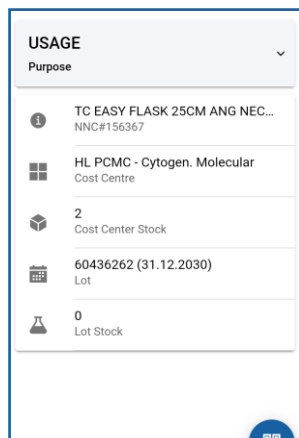 USAGE
Purpose
TC EASY FLASK 25CM ANG NEC...
NNC#156367
HL PCMC - Cytogen. Molecular
Cost Centre
2
Cost Center Stock
60436262 (31.12.2030)
Lot
0
Lot Stock